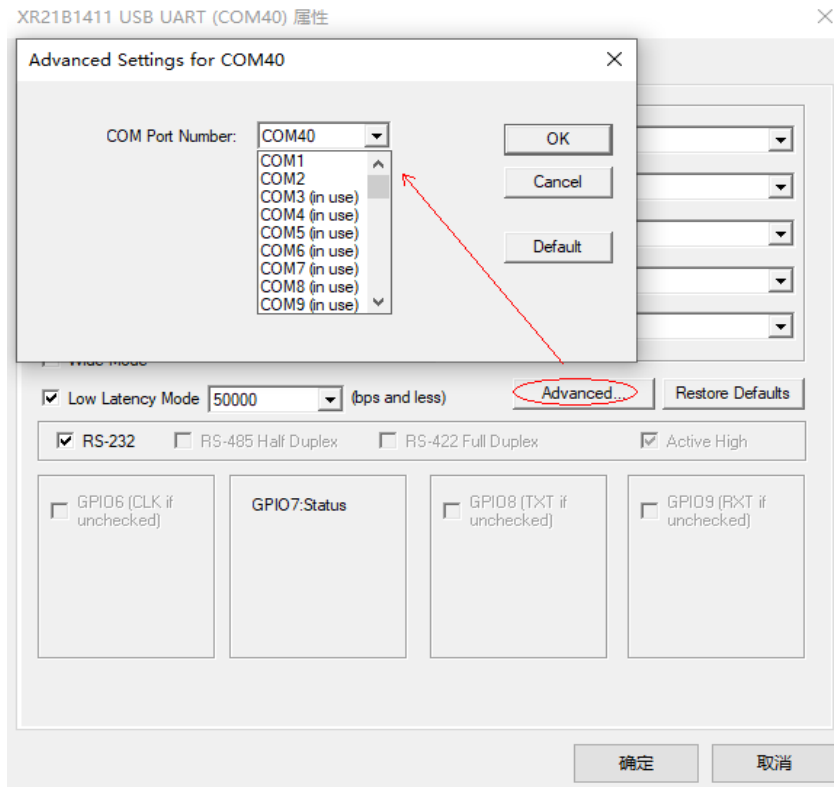 XR21B1411 USB UART (COM40) 属性
Advanced Settings for COM40
COM Port Number:
COM40
OK
COM1
COM2
COM3 (in use)
COM4 (in use)
COM5 (in use)
COM6 (in use)
COM7 (in use)
COM8 (in use)
COM9 (in use)
Cancel
Default
Wide Mode
Low Latency Mode
50000
(bps and less)
Advanced...
Restore Defaults
RS-232
RS-485 Half Duplex
RS-422 Full Duplex
Active High
GPIO6 (CLK if
unchecked)
GPIO7:Status
GPIO8 (TXT if
unchecked)
GPIO9 (RXT if
unchecked)
确定
取消